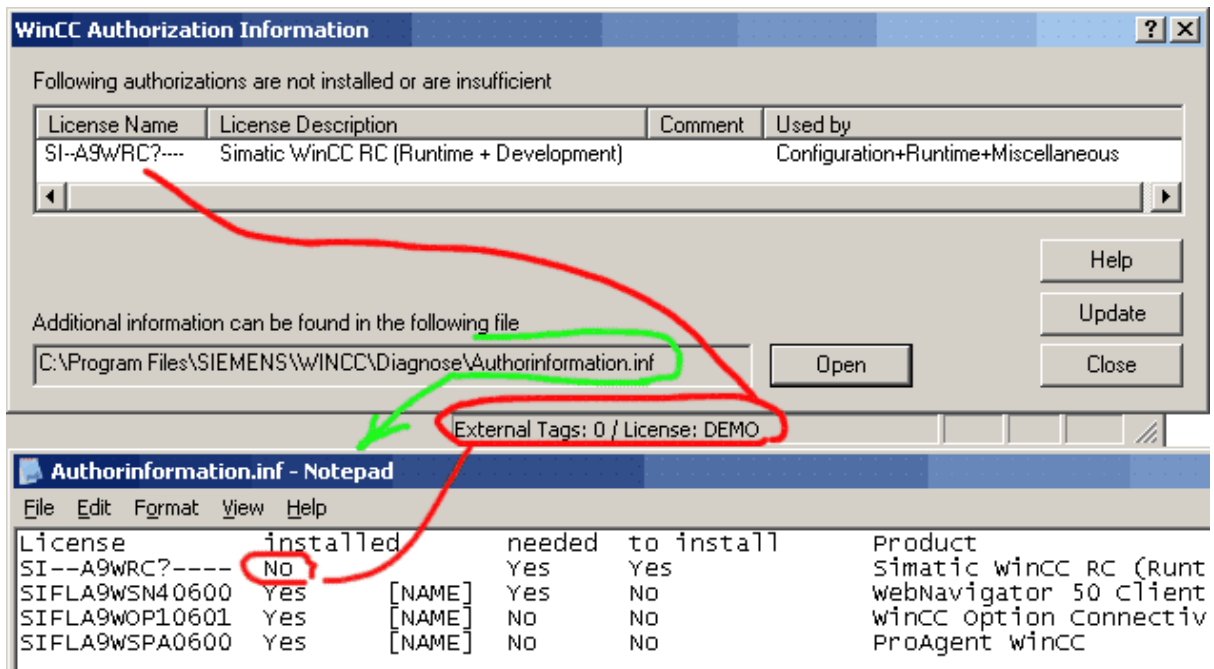 WinCC Authorization Information
Following authorizations are not installed or are insufficient
License Name License Description Comment Used by
SI--A9WRC?---- Simatic WinCC RC (Runtime + Development) Configuration+Runtime+Miscellaneous
Help
Additional information can be found in the following file
Update
C:\Program Files\SIEMENS\WINCC\Diagnose\Authorinformation.inf Open Close
External Tags: 0 / License: DEMO
Authorinformation.inf - Notepad
File Edit Format View Help
License installed needed to install Product
SI--A9WRC?---- No Yes Yes Simatic WinCC RC (Runt
SIFLA9WSN40600 Yes [NAME] Yes No WebNavigator 50 Client
SIFLA9WOP10601 Yes [NAME] No No WinCC Option Connectiv
SIFLA9WSPA0600 Yes [NAME] No No ProAgent WinCC